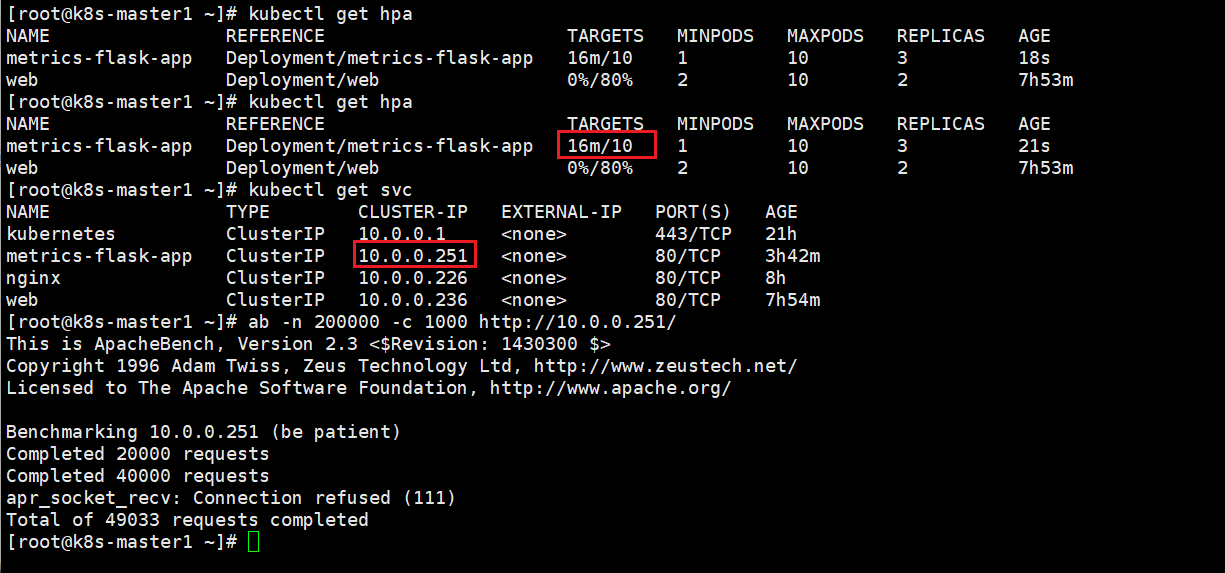 [root@k8s-master1 ~]# kubectl get hpa
NAME REFERENCE TARGETS MINPODS MAXPODS REPLICAS AGE
metrics-flask-app Deployment/metrics-flask-app 16m/10 1 10 3 18s
web Deployment/web 0%/80% 2 10 2 7h53m
[root@k8s-master1 ~]# kubectl get hpa
NAME REFERENCE TARGETS MINPODS MAXPODS REPLICAS AGE
metrics-flask-app Deployment/metrics-flask-app 16m/10 1 10 3 21s
web Deployment/web 0%/80% 2 10 2 7h53m
[root@k8s-master1 ~]# kubectl get svc
NAME TYPE CLUSTER-IP EXTERNAL-IP PORT(S) AGE
kubernetes ClusterIP 10.0.0.1 <none> 443/TCP 21h
metrics-flask-app ClusterIP 10.0.0.251 <none> 80/TCP 3h42m
nginx ClusterIP 10.0.0.226 <none> 80/TCP 8h
web ClusterIP 10.0.0.236 <none> 80/TCP 7h54m
[root@k8s-master1 ~]# ab -n 200000 -c 1000 http://10.0.0.251/
This is ApacheBench, Version 2.3 <$Revision: 1430300 $>
Copyright 1996 Adam Twiss, Zeus Technology Ltd, http://www.zeustech.net/
Licensed to The Apache Software Foundation, http://www.apache.org/
Benchmarking 10.0.0.251 (be patient)
Completed 20000 requests
Completed 40000 requests
apr_socket_recv: Connection refused (111)
Total of 49033 requests completed
[root@k8s-master1 ~]#